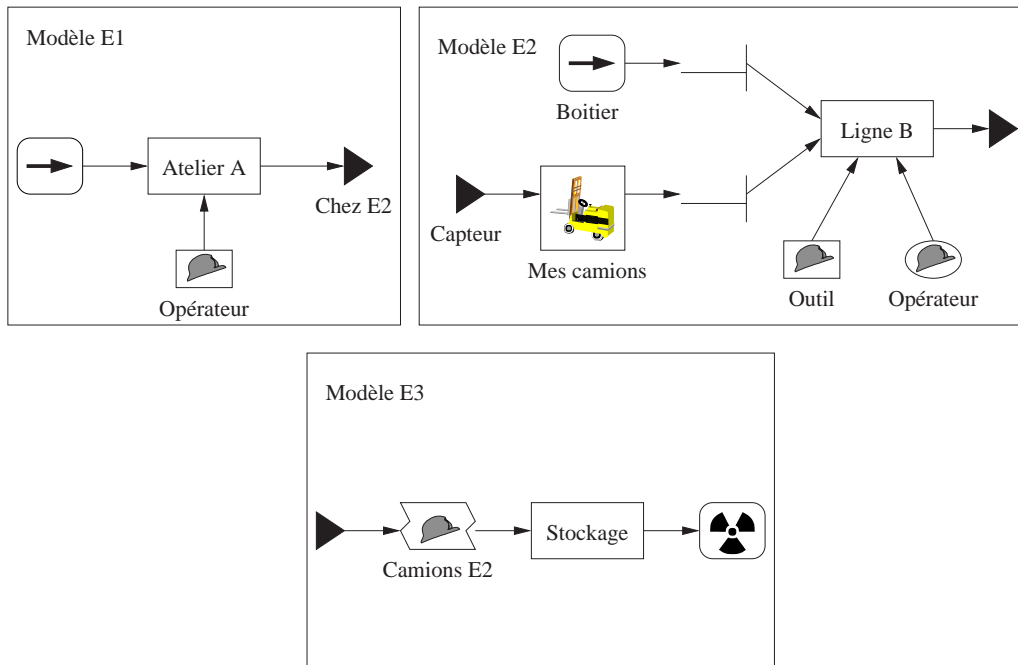 Modèle E1
Atelier A
Chez E2
Opérateur
Modèle E2
Boitier
Ligne B
Capteur
Mes camions
Outil
Opérateur
Modèle E3
Stockage
Camions E2